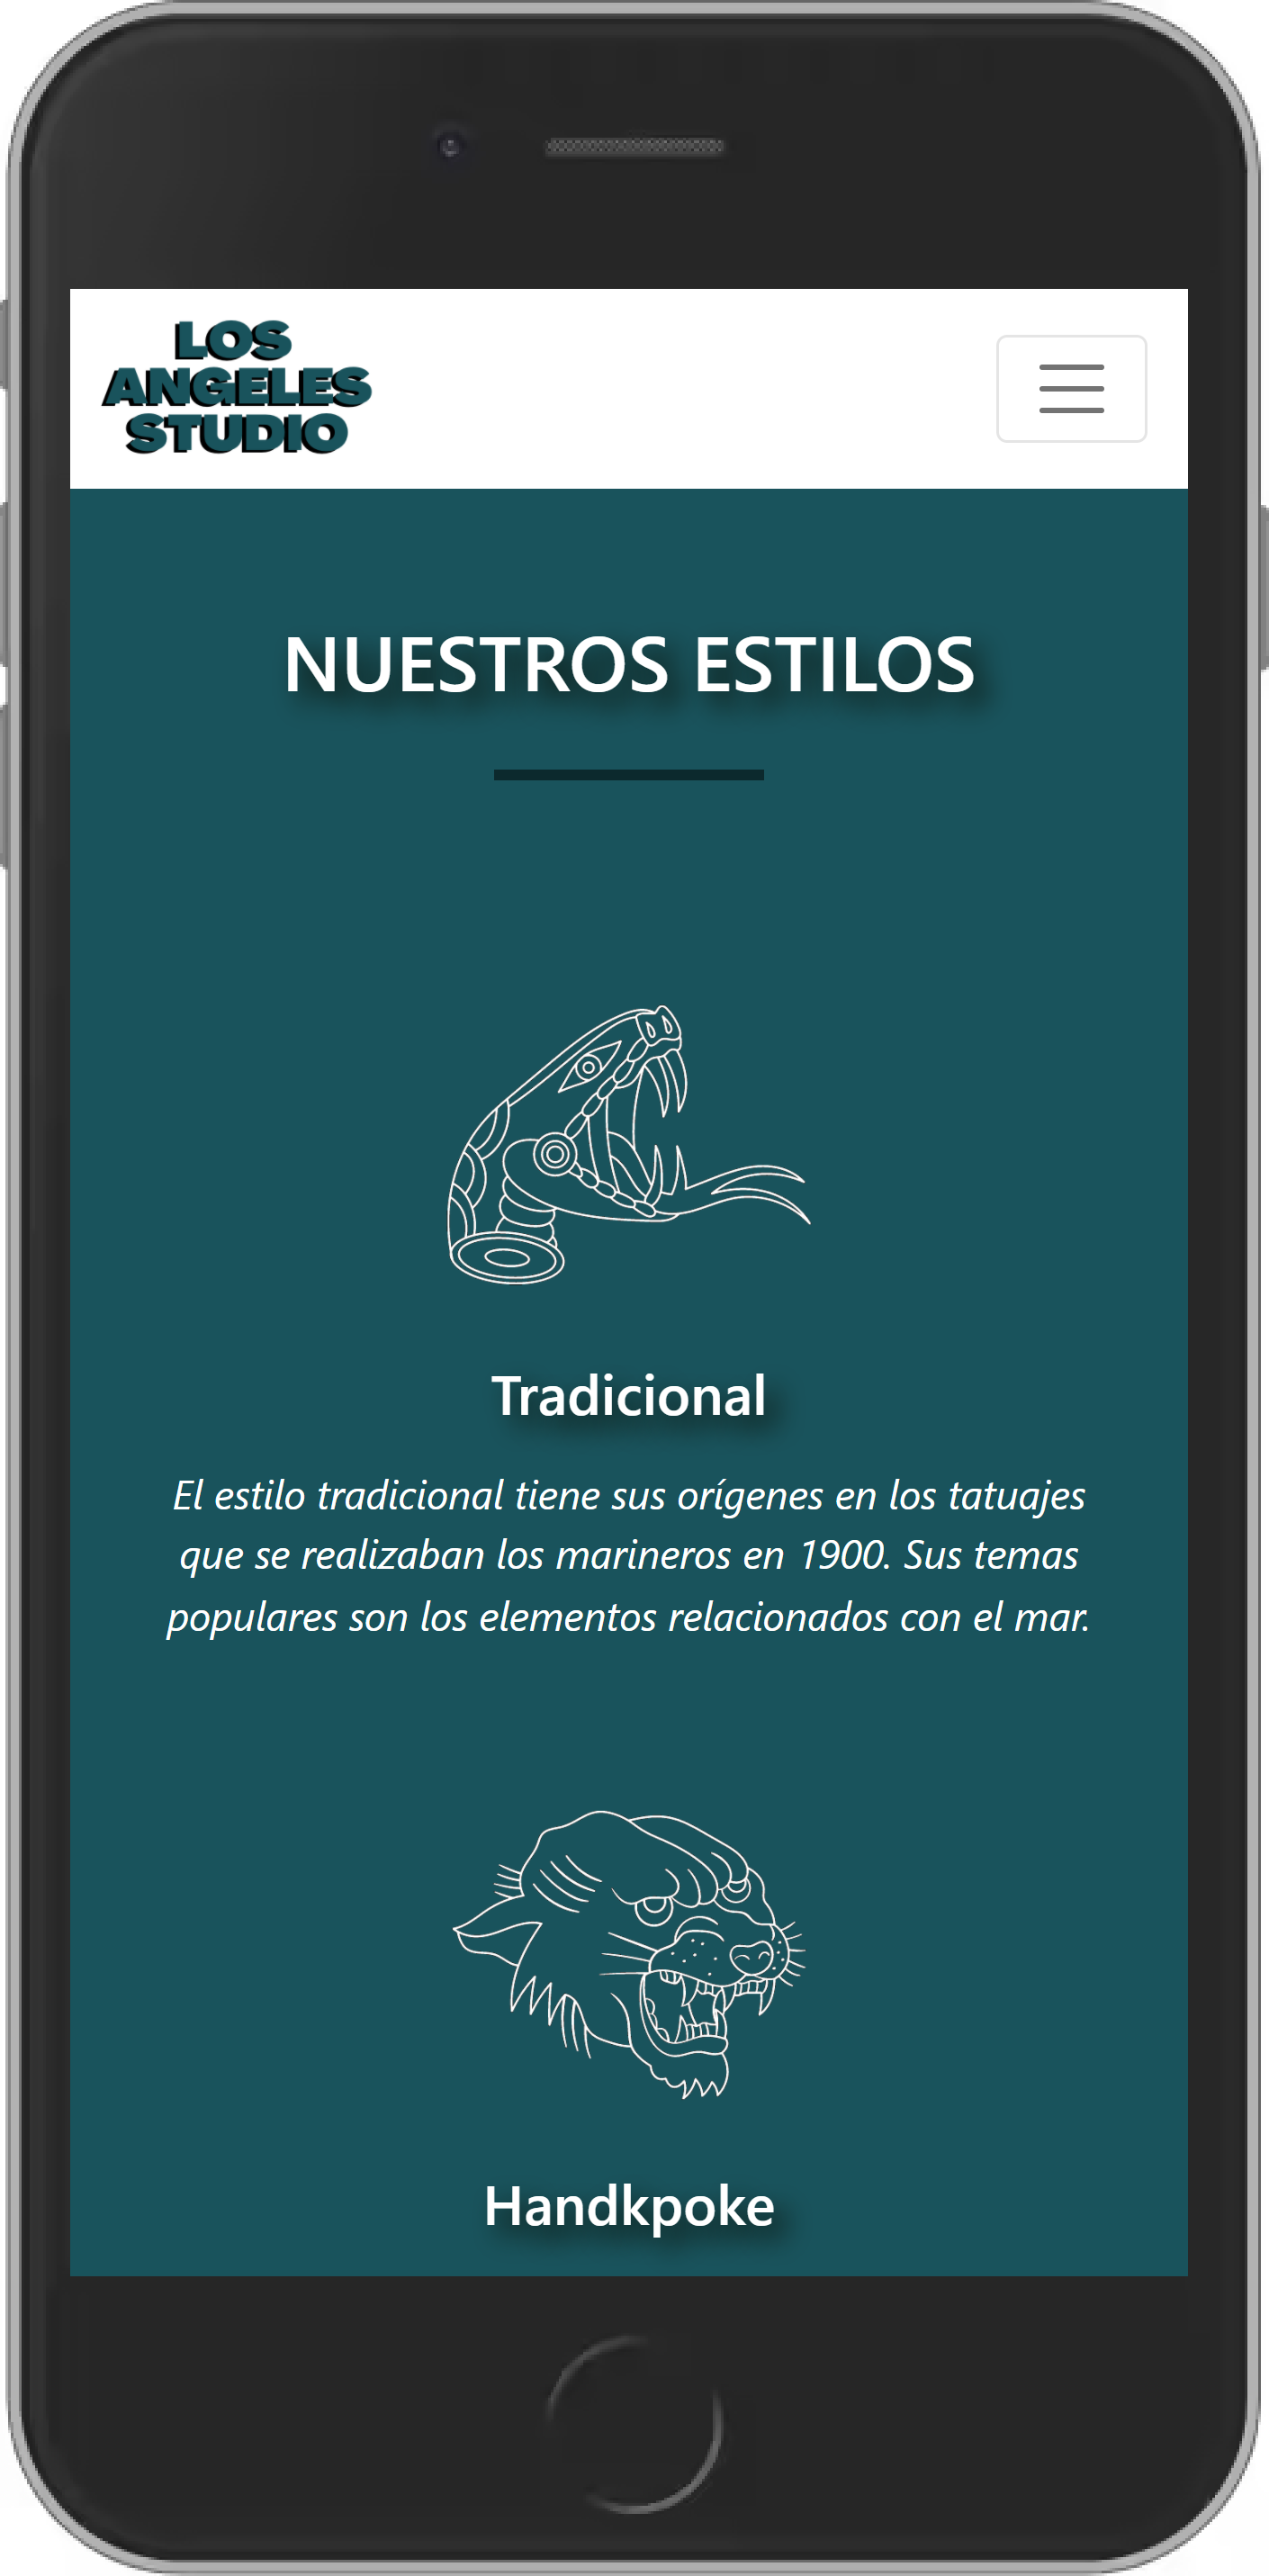 LOS
ANGELES
STUDIO
NUESTROS ESTILOS
Tradicional
El estilo tradicional tiene sus orígenes en los tatuajes
que se realizaban los marineros en 1900. Sus temas
populares son los elementos relacionados con el mar.
Handkpoke